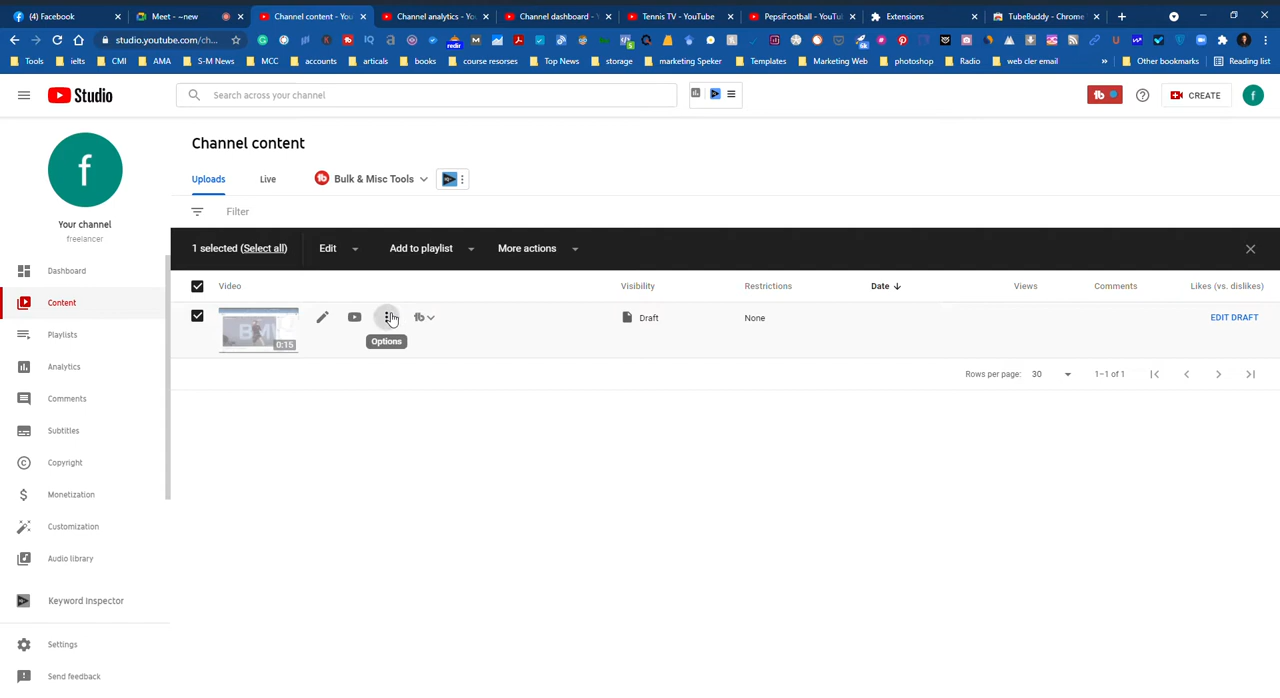 (4) Facebook
Meet - ~new
Channel content - You
Channel analytics - You
Channel dashboard - Y
Tennis TV - YouTube
PepsiFootball - YouTu
Extensions
TubeBuddy - Chrome
studio.youtube.com/ch...
Tools
ielts
CMI
AMA
S-M News
MCC
accounts
articals
books
course resorses
Top News
storage
marketing Speker
Templates
Marketing Web
photoshop
Radio
web cler email
»
Other bookmarks
Reading list
Studio
Search across your channel
CREATE
f
f
Your channel
freelancer
Dashboard
Content
Playlists
Analytics
Comments
Subtitles
Copyright
Monetization
Customization
Audio library
Keyword Inspector
Settings
Send feedback
Channel content
Uploads
Live
Bulk & Misc Tools
Filter
1 selected (Select all)
Edit
Add to playlist
More actions
Video
Visibility
Restrictions
Date
Views
Comments
Likes (vs. dislikes)
0:15
Options
Draft
None
EDIT DRAFT
Rows per page: 30
1–1 of 1